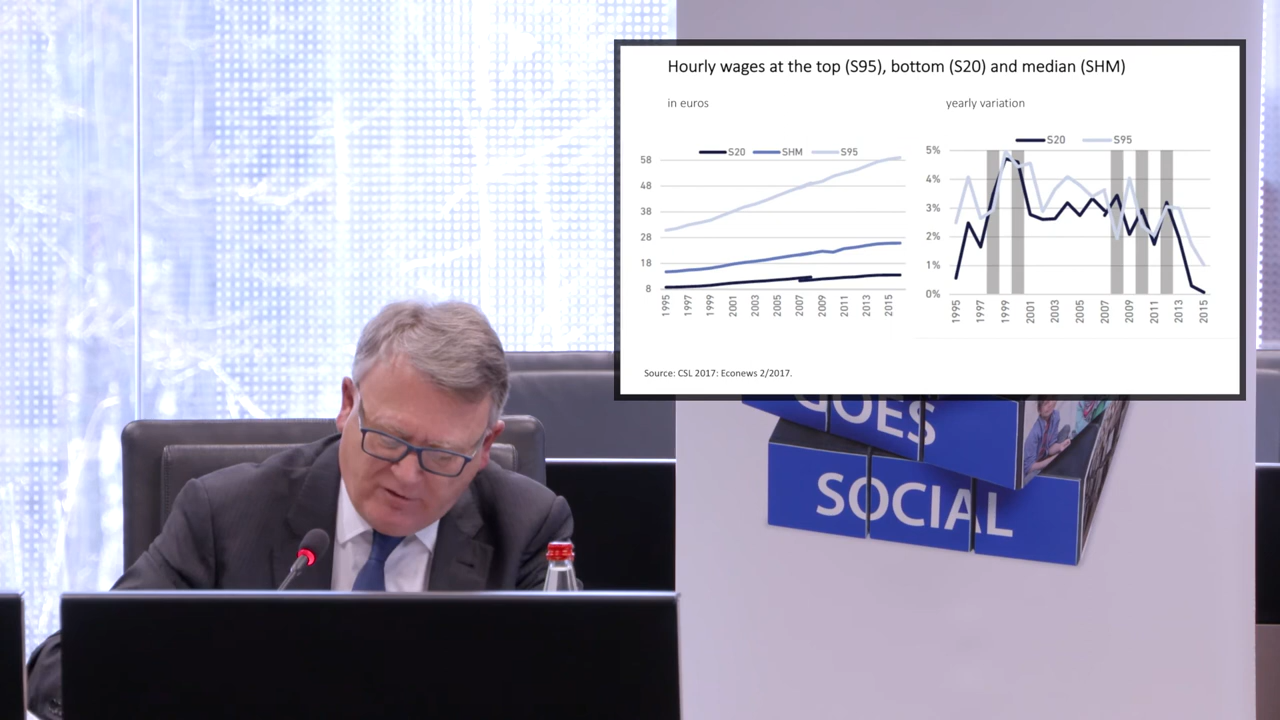 Hourly wages at the top (S95), bottom (S20) and median (SHM)
in euros
S20 SHM S95
58
48
38
28
18
8
1995 1997 1999 2001 2003 2005 2007 2009 2011 2013 2015
yearly variation
S20 S95
5%
4%
3%
2%
1%
0%
1995 1997 1999 2001 2003 2005 2007 2009 2011 2013 2015
Source: CSL 2017: Econews 2/2017.
GOES
SOCIAL